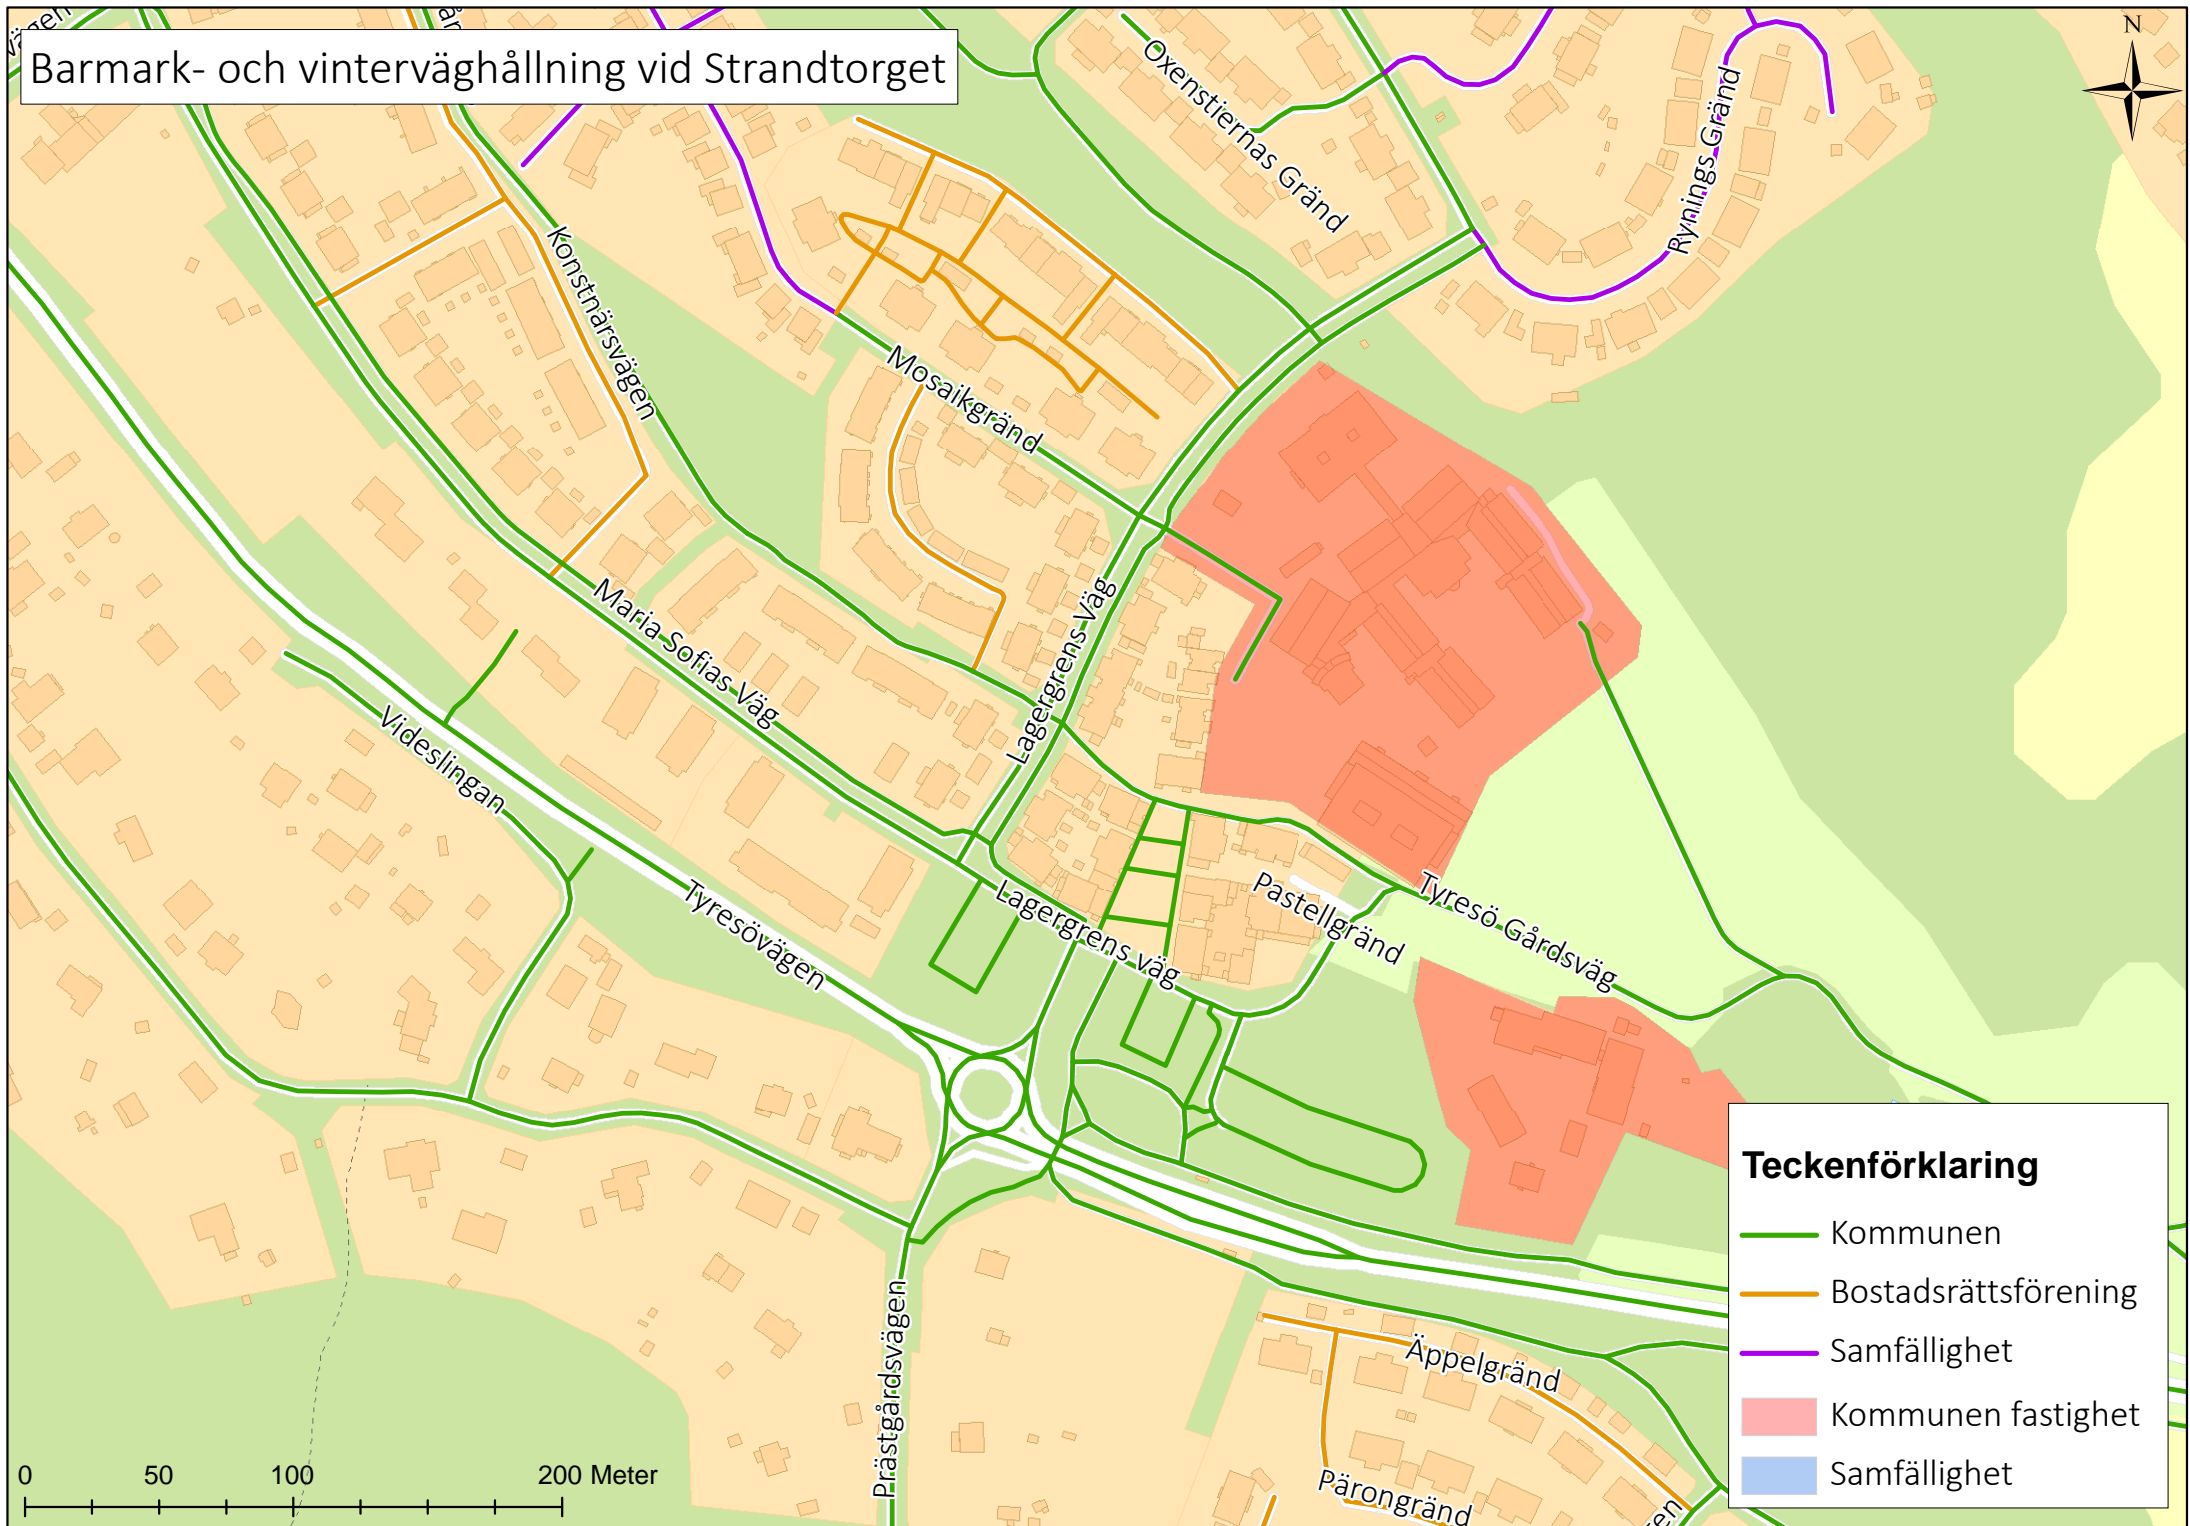 vägen
Barmark- och vinterväghållning vid Strandtorget
N
Oxenstiernas Gränd
Rynings Gränd
Konstnärsvägen
Mosaikgränd
Maria Sofias Väg
Lagergrens Väg
Videslingan
Tyresövägen
Lagergrens väg
Pastellgränd
Tyresö Gårdsväg
Prästgårdsvägen
Äppelgränd
Pärongränd
en
Teckenförklaring
Kommunen
Bostadsrättsförening
Samfällighet
Kommunen fastighet
Samfällighet
0 50 100 200 Meter